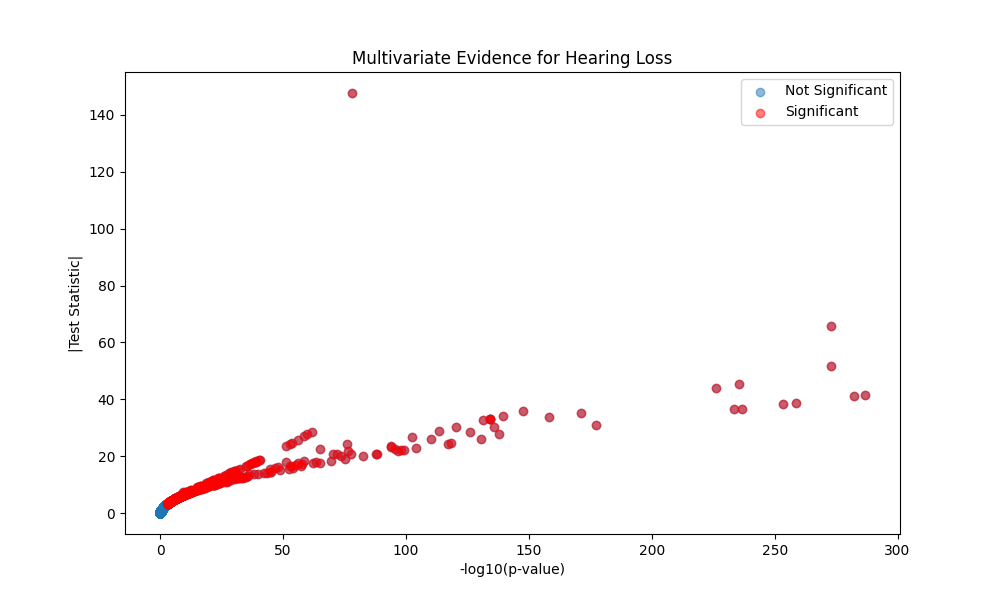 Multivariate Evidence for Hearing Loss
Not Significant
Significant
|Test Statistic|
140
120
100
80
60
40
20
0
0 50 100 150 200 250 300
-log10(p-value)